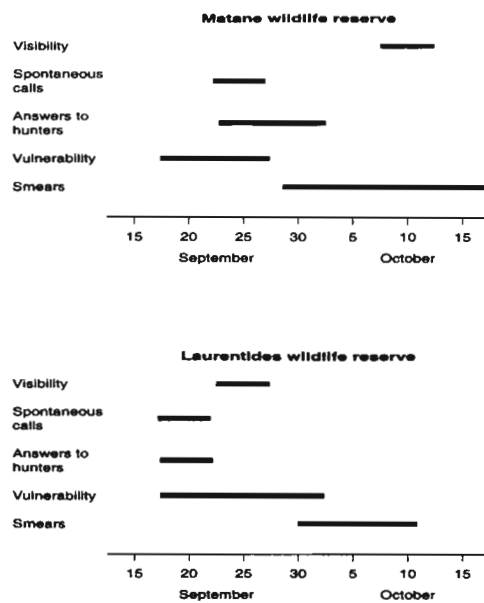 Matane wildlife reserve
Visibility
Spontaneous
calls
Answers to
hunters
Vulnerability
Smears
15 20 25 30 5 10 15
September October
Laurentides wildlife reserve
Visibility
Spontaneous
calls
Answers to
hunters
Vulnerability
Smears
15 20 25 30 5 10 15
September October